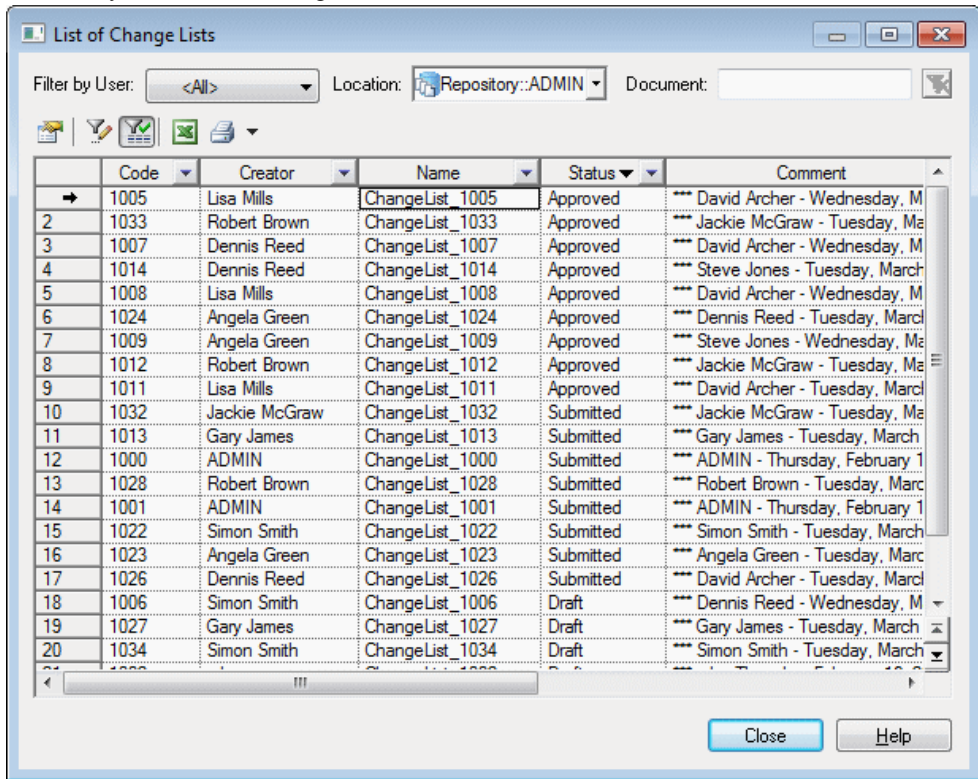 List of Change Lists
Filter by User: <All> Location: Repository::ADMIN Document:
Code Creator Name Status Comment
1005 Lisa Mills ChangeList_1005 Approved *** David Archer - Wednesday, M
2 1033 Robert Brown ChangeList_1033 Approved *** Jackie McGraw - Tuesday, Ma
3 1007 Dennis Reed ChangeList_1007 Approved *** David Archer - Wednesday, M
4 1014 Dennis Reed ChangeList_1014 Approved *** Steve Jones - Tuesday, March
5 1008 Lisa Mills ChangeList_1008 Approved *** David Archer - Wednesday, M
6 1024 Angela Green ChangeList_1024 Approved *** Dennis Reed - Tuesday, Marcl
7 1009 Angela Green ChangeList_1009 Approved *** Steve Jones - Wednesday, Ma
8 1012 Robert Brown ChangeList_1012 Approved *** Jackie McGraw - Tuesday, Ma
9 1011 Lisa Mills ChangeList_1011 Approved *** David Archer - Tuesday, Marcl
10 1032 Jackie McGraw ChangeList_1032 Submitted *** Jackie McGraw - Tuesday, Ma
11 1013 Gary James ChangeList_1013 Submitted *** Gary James - Tuesday, March
12 1000 ADMIN ChangeList_1000 Submitted *** ADMIN - Thursday, February 1
13 1028 Robert Brown ChangeList_1028 Submitted *** Robert Brown - Tuesday, Marc
14 1001 ADMIN ChangeList_1001 Submitted *** ADMIN - Thursday, February 1
15 1022 Simon Smith ChangeList_1022 Submitted *** Simon Smith - Tuesday, March
16 1023 Angela Green ChangeList_1023 Submitted *** Angela Green - Tuesday, Marc
17 1026 Dennis Reed ChangeList_1026 Submitted *** David Archer - Tuesday, Marcl
18 1006 Simon Smith ChangeList_1006 Draft *** Dennis Reed - Wednesday, M
19 1027 Gary James ChangeList_1027 Draft *** Gary James - Tuesday, March
20 1034 Simon Smith ChangeList_1034 Draft *** Simon Smith - Tuesday, March
Close Help